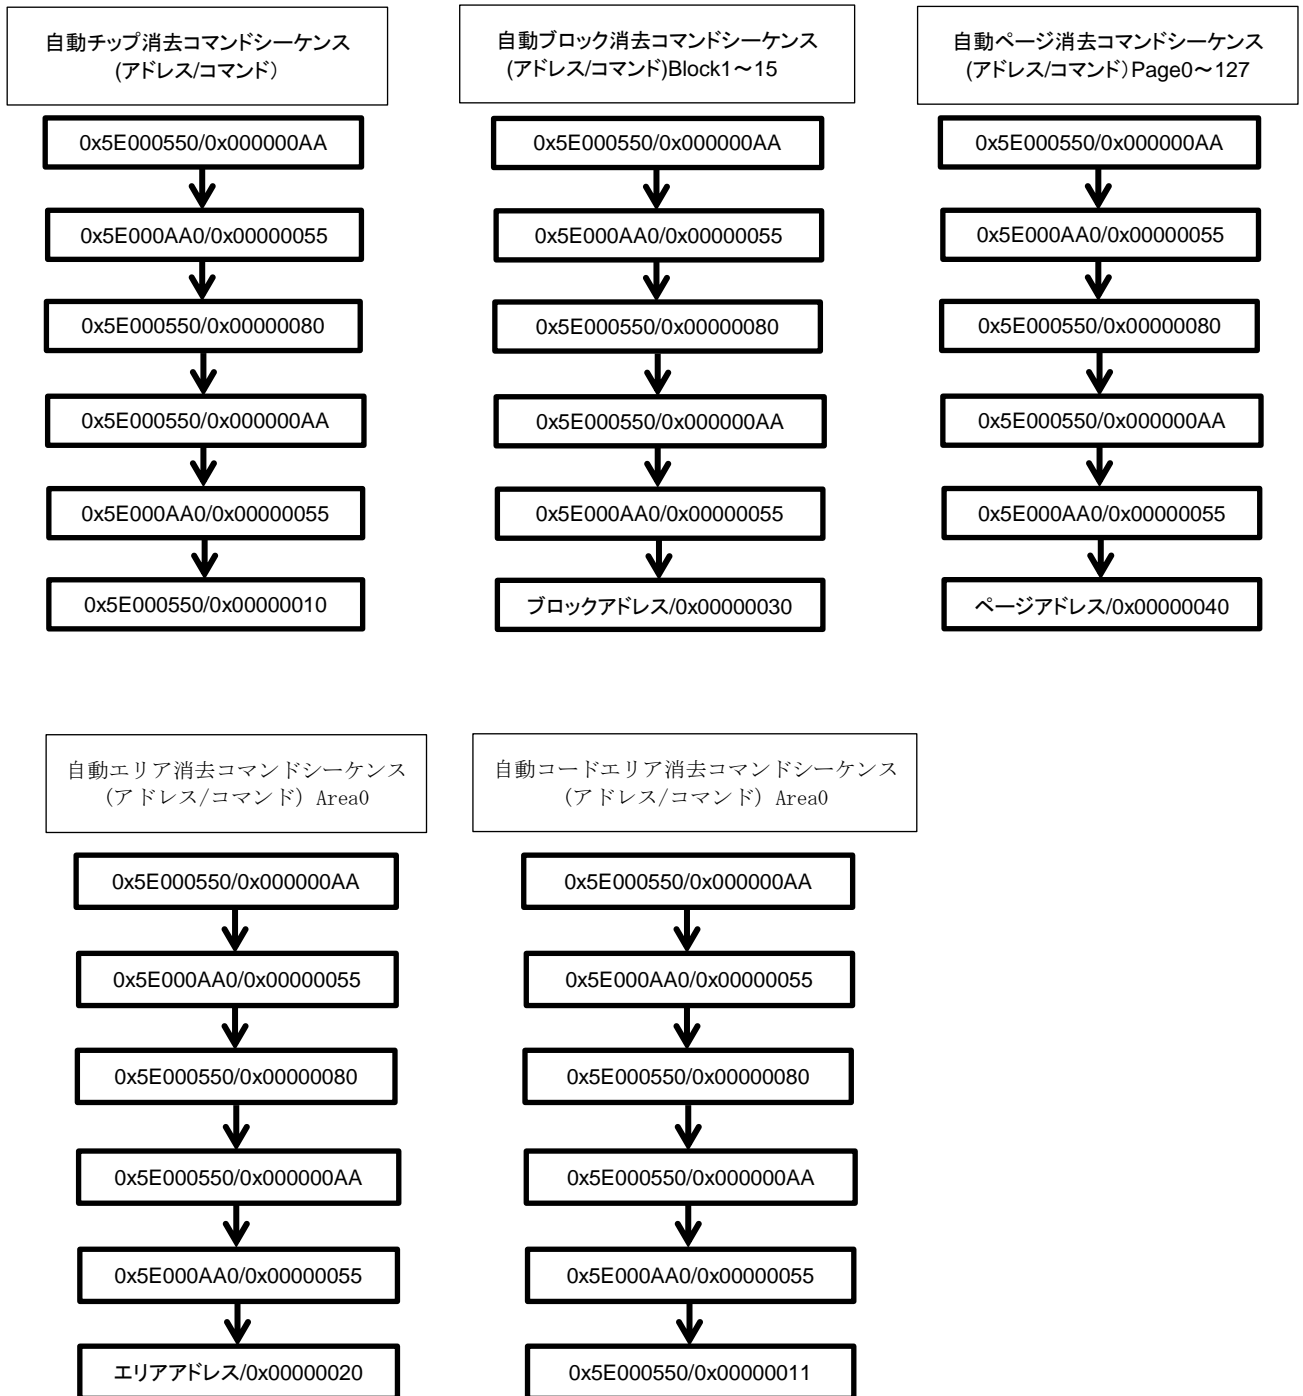 自動チップ消去コマンドシーケンス
(アドレス/コマンド）
0x5E000550/0x000000AA
0x5E000AA0/0x00000055
0x5E000550/0x00000080
0x5E000550/0x000000AA
0x5E000AA0/0x00000055
0x5E000550/0x00000010
自動ブロック消去コマンドシーケンス
(アドレス/コマンド)Block1～15
0x5E000550/0x000000AA
0x5E000AA0/0x00000055
0x5E000550/0x00000080
0x5E000550/0x000000AA
0x5E000AA0/0x00000055
ブロックアドレス/0x00000030
自動ページ消去コマンドシーケンス
(アドレス/コマンド）Page0～127
0x5E000550/0x000000AA
0x5E000AA0/0x00000055
0x5E000550/0x00000080
0x5E000550/0x000000AA
0x5E000AA0/0x00000055
ページアドレス/0x00000040
自動エリア消去コマンドシーケンス
(アドレス/コマンド）Area0
0x5E000550/0x000000AA
0x5E000AA0/0x00000055
0x5E000550/0x00000080
0x5E000550/0x000000AA
0x5E000AA0/0x00000055
エリアアドレス/0x00000020
自動コードエリア消去コマンドシーケンス
(アドレス/コマンド）Area0
0x5E000550/0x000000AA
0x5E000AA0/0x00000055
0x5E000550/0x00000080
0x5E000550/0x000000AA
0x5E000AA0/0x00000055
0x5E000550/0x00000011